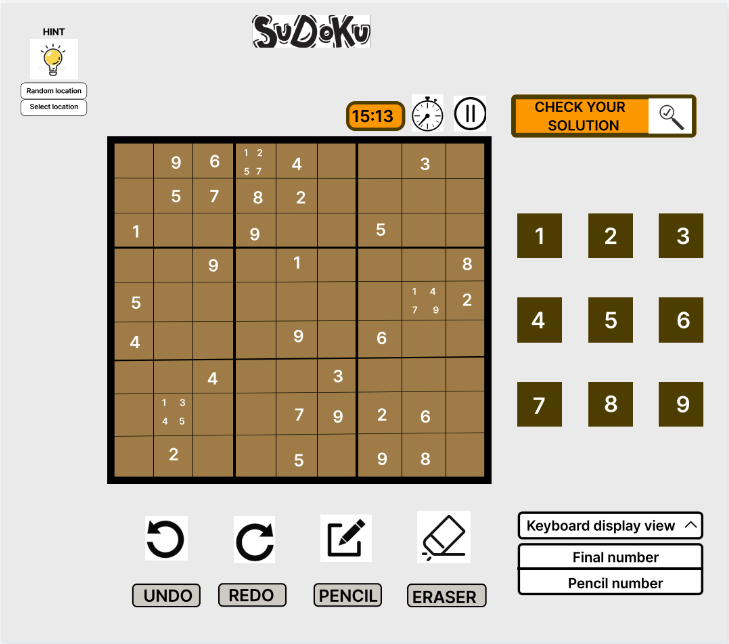 SuDoKu
HINT
Random location
Select location
15:13
CHECK YOUR
SOLUTION
9 6 1 2 4 3
5 7
5 7 8 2
1 9 5
9 1 8
5 1 4 2
7 9
4 9 6
4 3
1 3 7 9 2 6
4 5
2 5 9 8
1 2 3
4 5 6
7 8 9
UNDO
REDO
PENCIL
ERASER
Keyboard display view
Final number
Pencil number